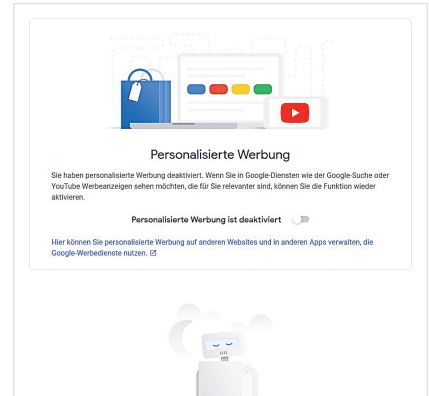 Personalisierte Werbung
Sie haben personalisierte Werbung deaktiviert. Wenn Sie in Google-Diensten wie der Google-Suche oder
YouTube Werbeanzeigen sehen möchten, die für Sie relevanter sind, können Sie die Funktion wieder
aktivieren.
Personalisierte Werbung ist deaktiviert
Hier können Sie personalisierte Werbung auf anderen Websites und in anderen Apps verwalten, die
Google-Werbedienste nutzen.